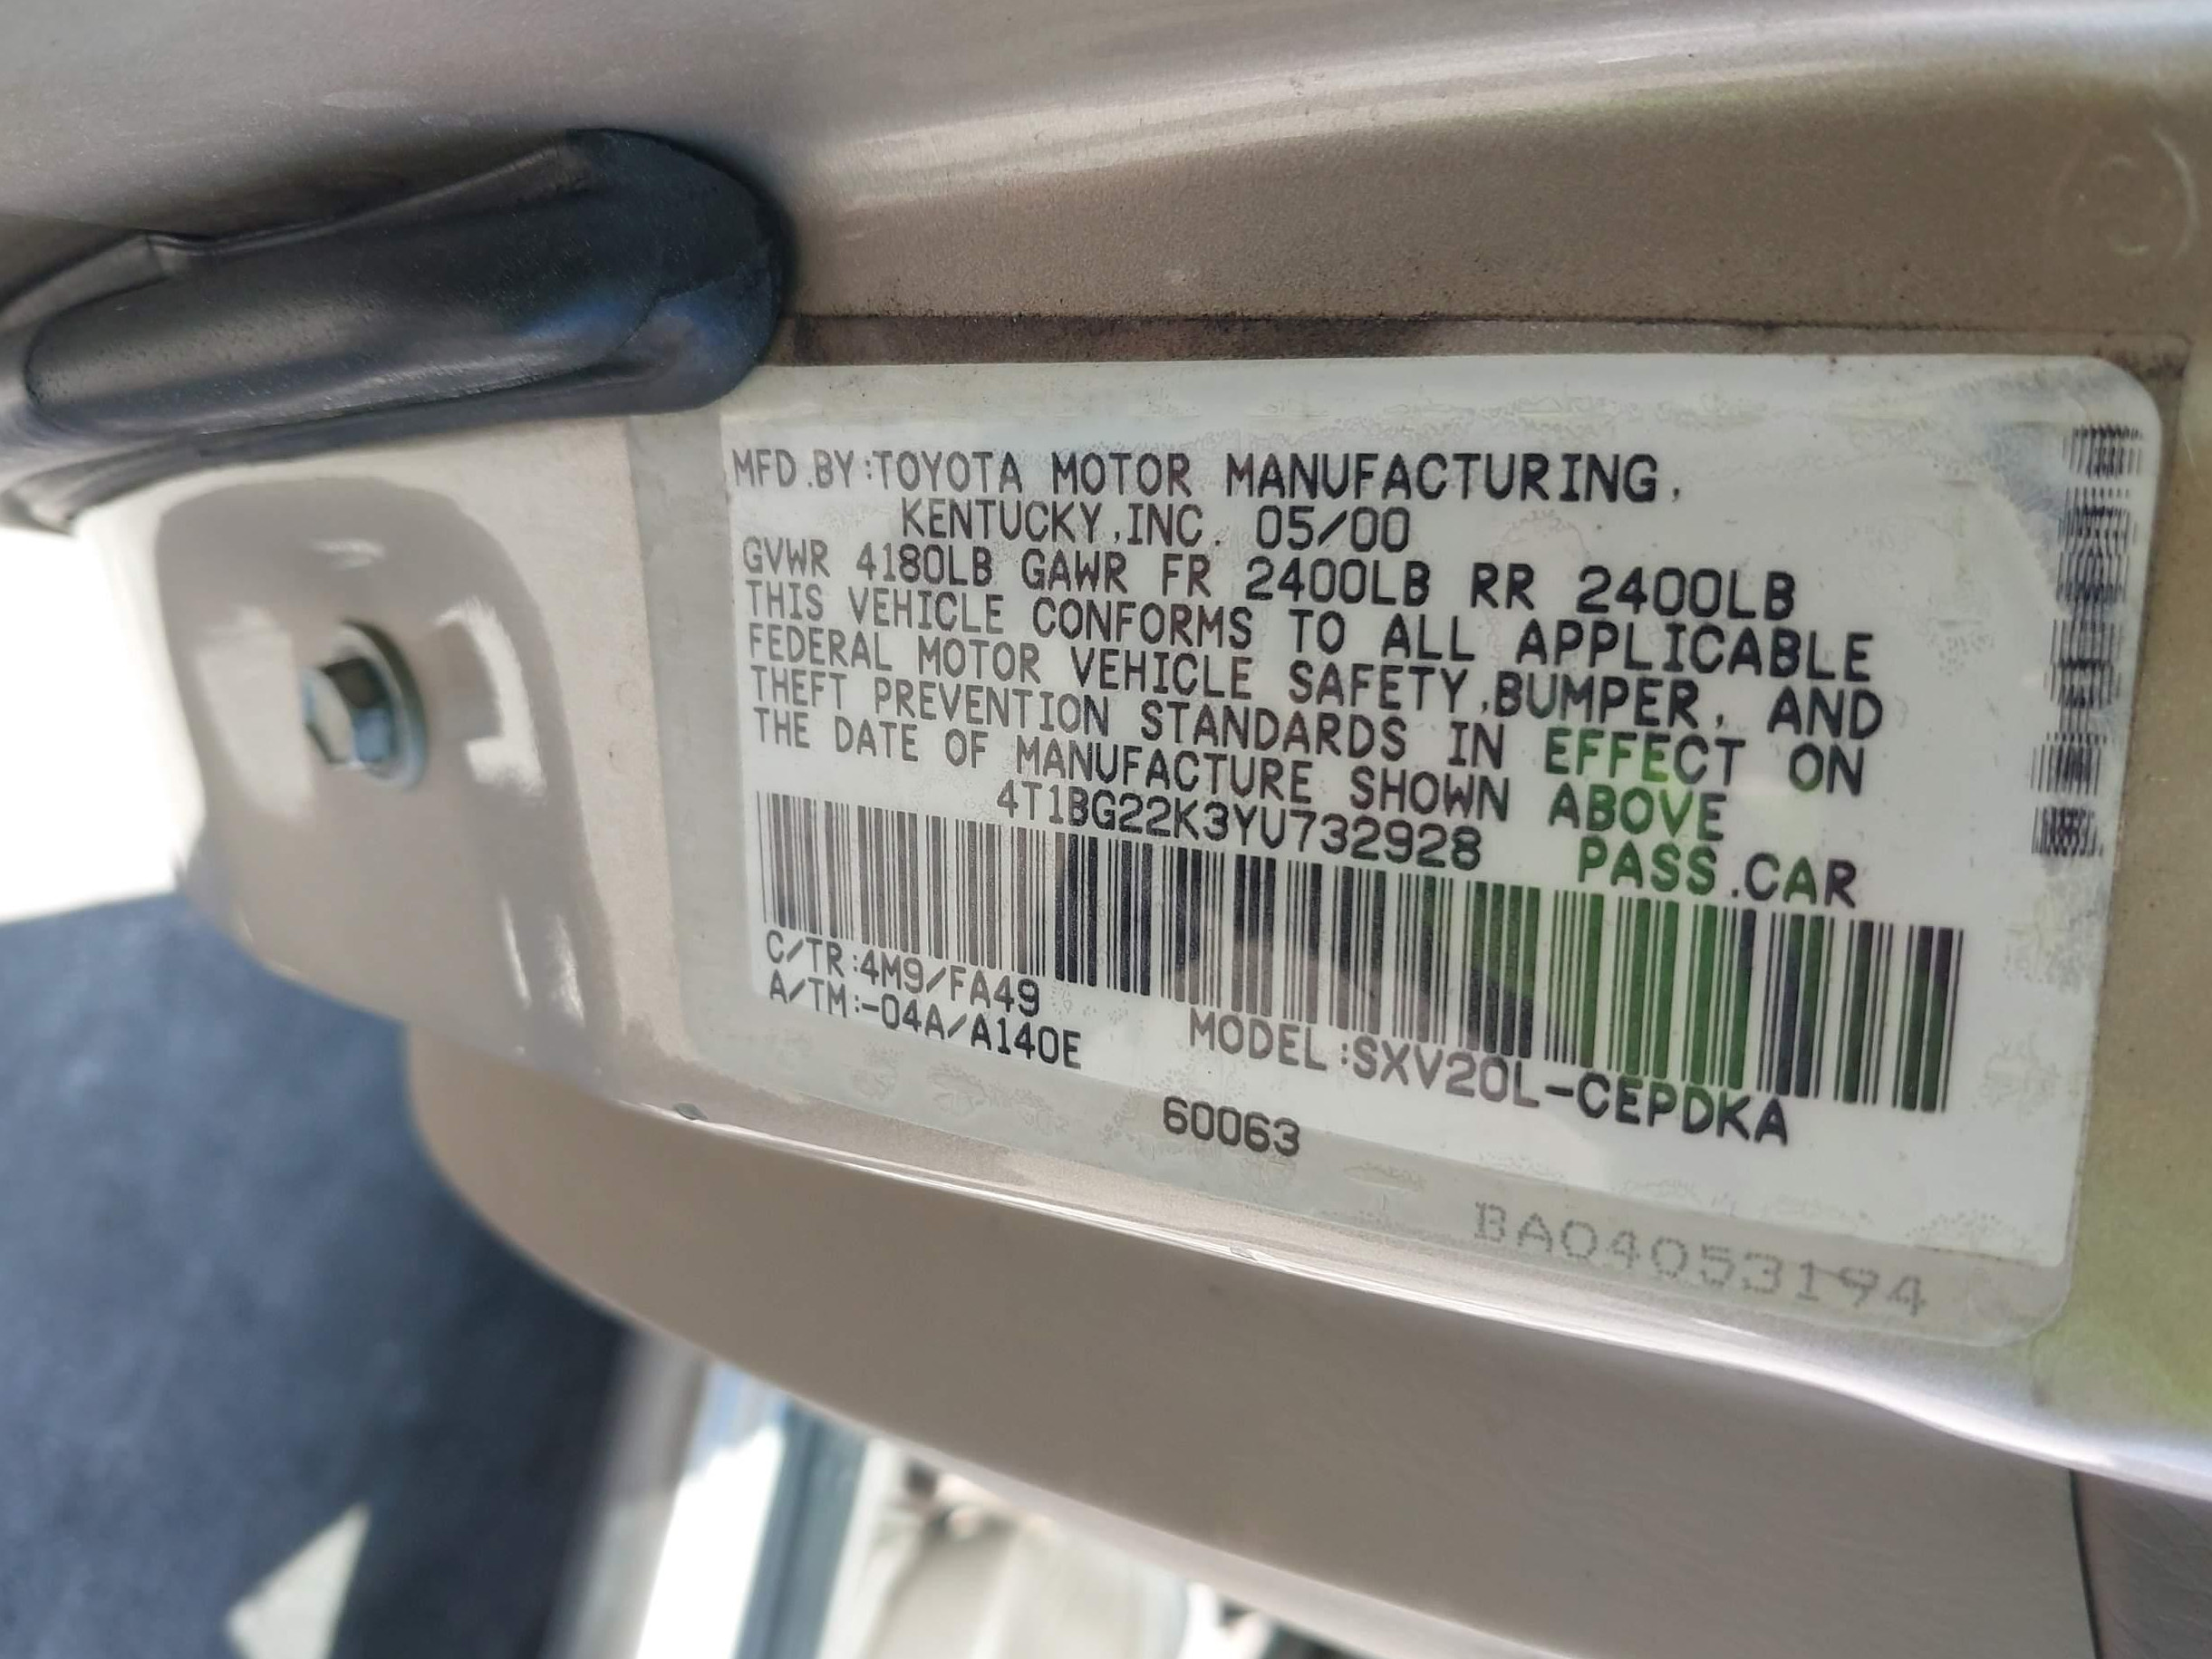 MFD.BY:TOYOTA MOTOR MANUFACTURING,
KENTUCKY,INC. 05/00
GVWR 4180LB GAWR FR 2400LB RR 2400LB
THIS VEHICLE CONFORMS TO ALL APPLICABLE
FEDERAL MOTOR VEHICLE SAFETY,BUMPER, AND
THEFT PREVENTION STANDARDS IN EFFECT ON
THE DATE OF MANUFACTURE SHOWN ABOVE
4T1BG22K3YU732928 PASS.CAR
C/TR:4M9/FA49
A/TM:-04A/A140E MODEL:SXV20L-CEPDKA
60063
BAQ4053194